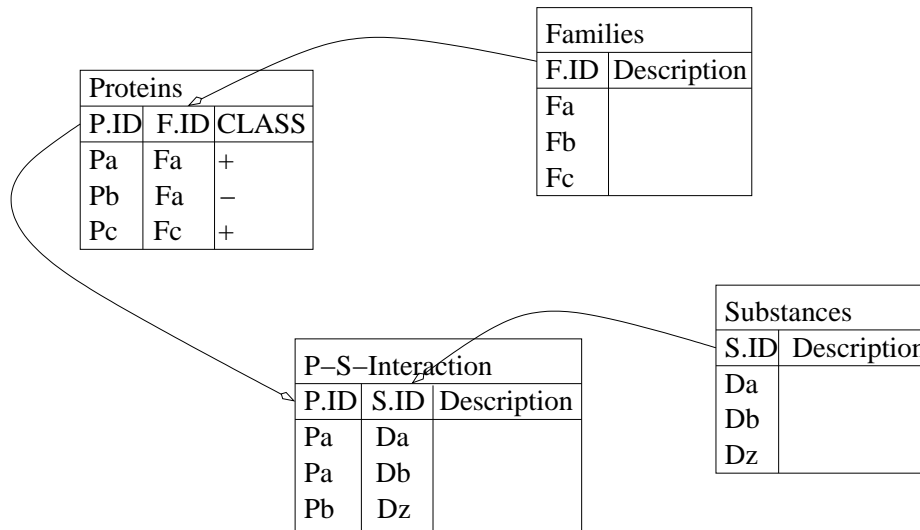 Families
F.ID Description
Fa
Fb
Fc
Proteins
P.ID F.ID CLASS
Pa Fa +
Pb Fa −
Pc Fc +
Substances
S.ID Description
Da
Db
Dz
P−S−Interaction
P.ID S.ID Description
Pa Da
Pa Db
Pb Dz